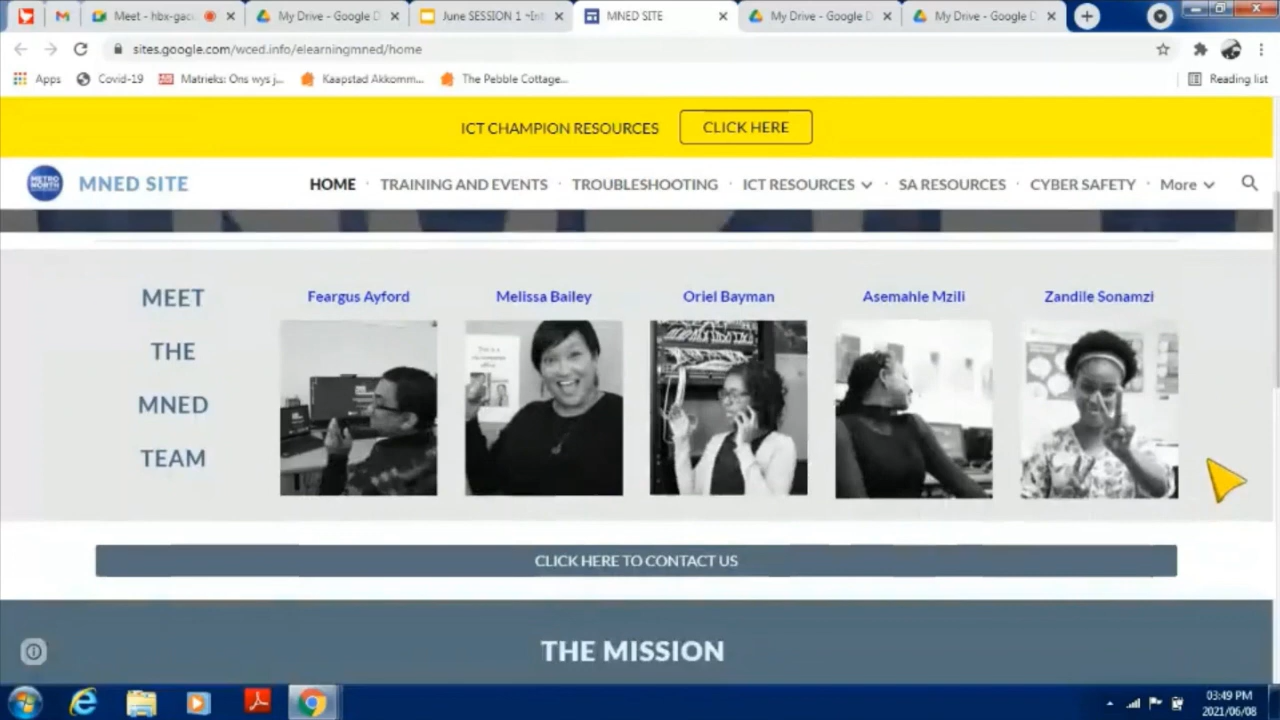 Meet - hbx-gac
My Drive - Google D
June SESSION 1 ~Int
MNED SITE
My Drive - Google D
My Drive - Google D
sites.google.com/wced.info/elearningmned/home
Apps
Covid-19
Matrieks: Ons wys j...
Kaapstad Akkomm...
The Pebble Cottage...
Reading list
ICT CHAMPION RESOURCES
CLICK HERE
METRO
NORTH
MNED SITE
HOME
TRAINING AND EVENTS
TROUBLESHOOTING
ICT RESOURCES
SA RESOURCES
CYBER SAFETY
More
MEET
THE
MNED
TEAM
Feargus Ayford
Melissa Bailey
Oriel Bayman
Asemahle Mzili
Zandile Sonamzi
This is a
CLICK HERE TO CONTACT US
THE MISSION
03:49 PM
2021/06/08